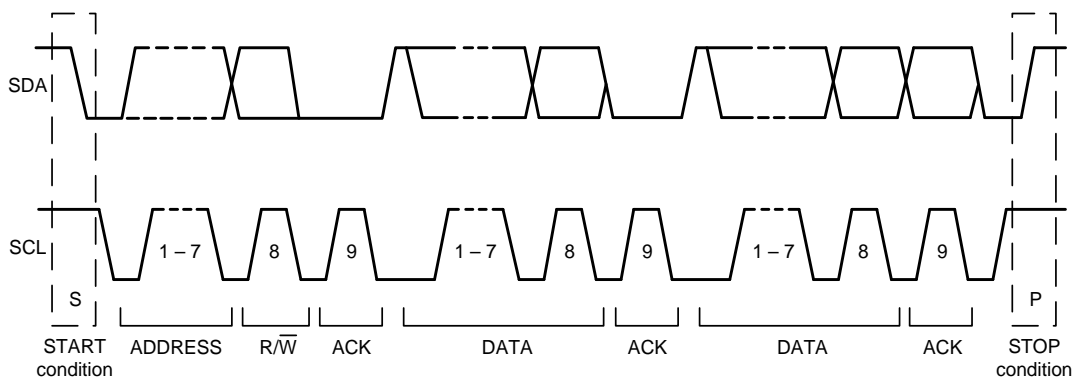 SDA
SCL
1 – 7 8 9 1 – 7 8 9 1 – 7 8 9
S P
START condition ADDRESS R/W̅ ACK DATA ACK DATA ACK STOP condition